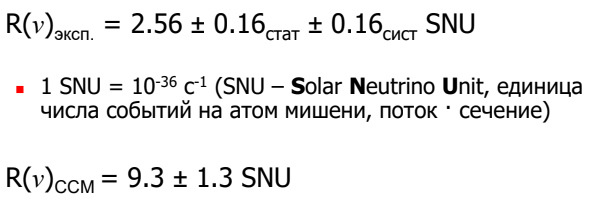 R(ν)эксп. = 2.56 ± 0.16стат ± 0.16сист SNU
▪ 1 SNU = 10⁻³⁶ с⁻¹ (SNU – Solar Neutrino Unit, единица
числа событий на атом мишени, поток · сечение)
R(ν)ССМ = 9.3 ± 1.3 SNU